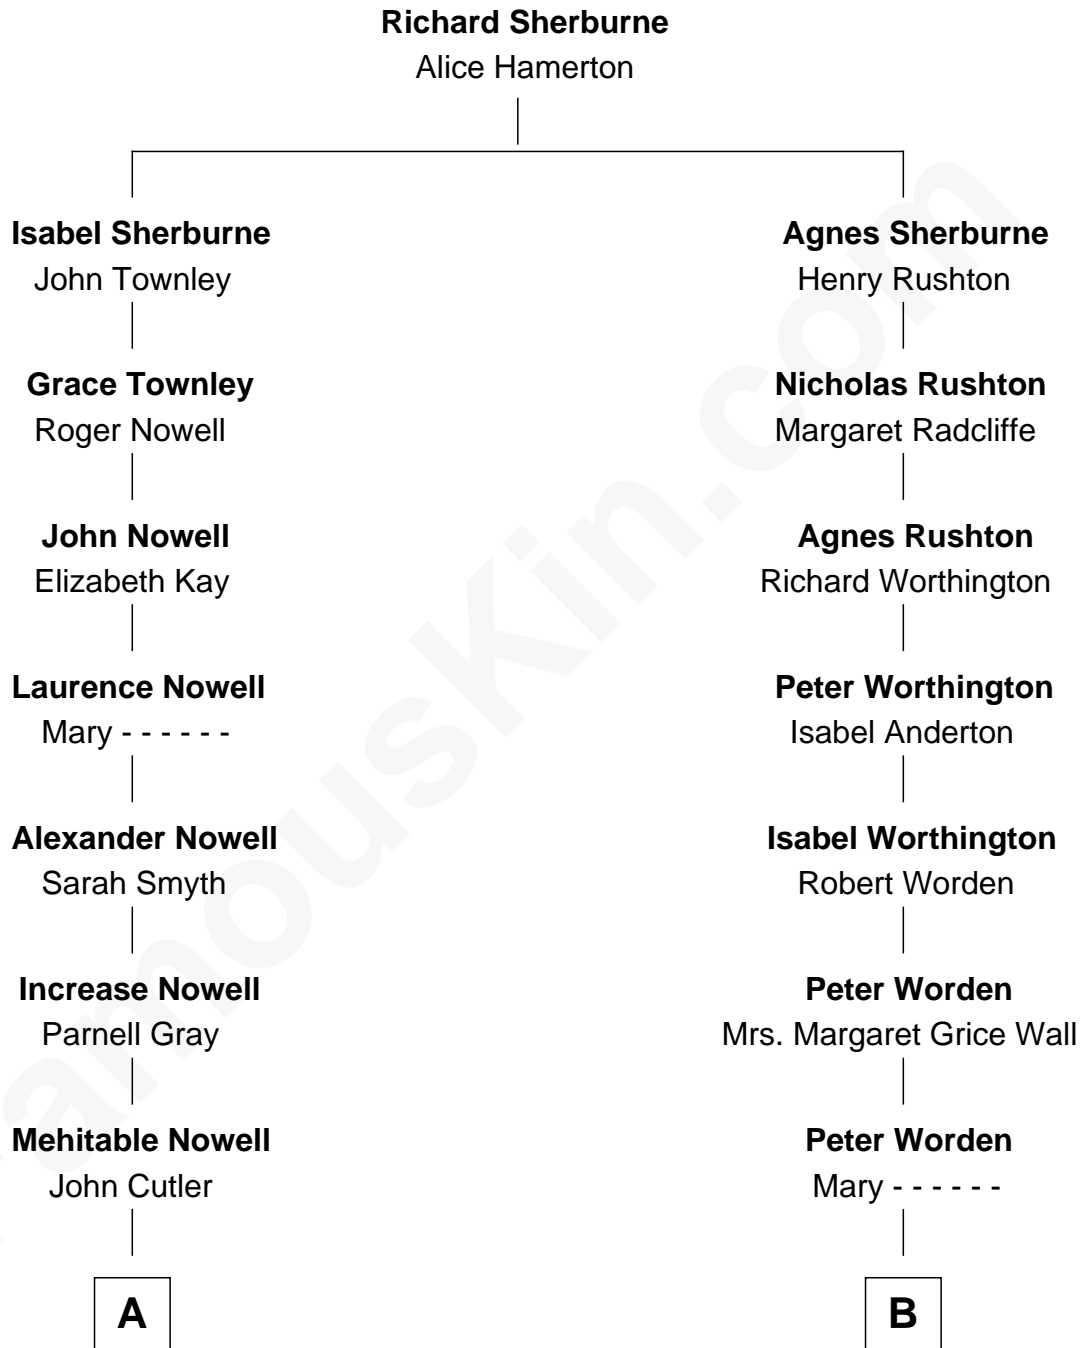 Richard Sherburne
Alice Hamerton
Isabel Sherburne
John Townley
Agnes Sherburne
Henry Rushton
Grace Townley
Roger Nowell
Nicholas Rushton
Margaret Radcliffe
John Nowell
Elizabeth Kay
Agnes Rushton
Richard Worthington
Laurence Nowell
Mary - - - - - -
Peter Worthington
Isabel Anderton
Alexander Nowell
Sarah Smyth
Isabel Worthington
Robert Worden
Increase Nowell
Parnell Gray
Peter Worden
Mrs. Margaret Grice Wall
Mehitable Nowell
John Cutler
Peter Worden
Mary - - - - - -
A
B
FamousKin.com